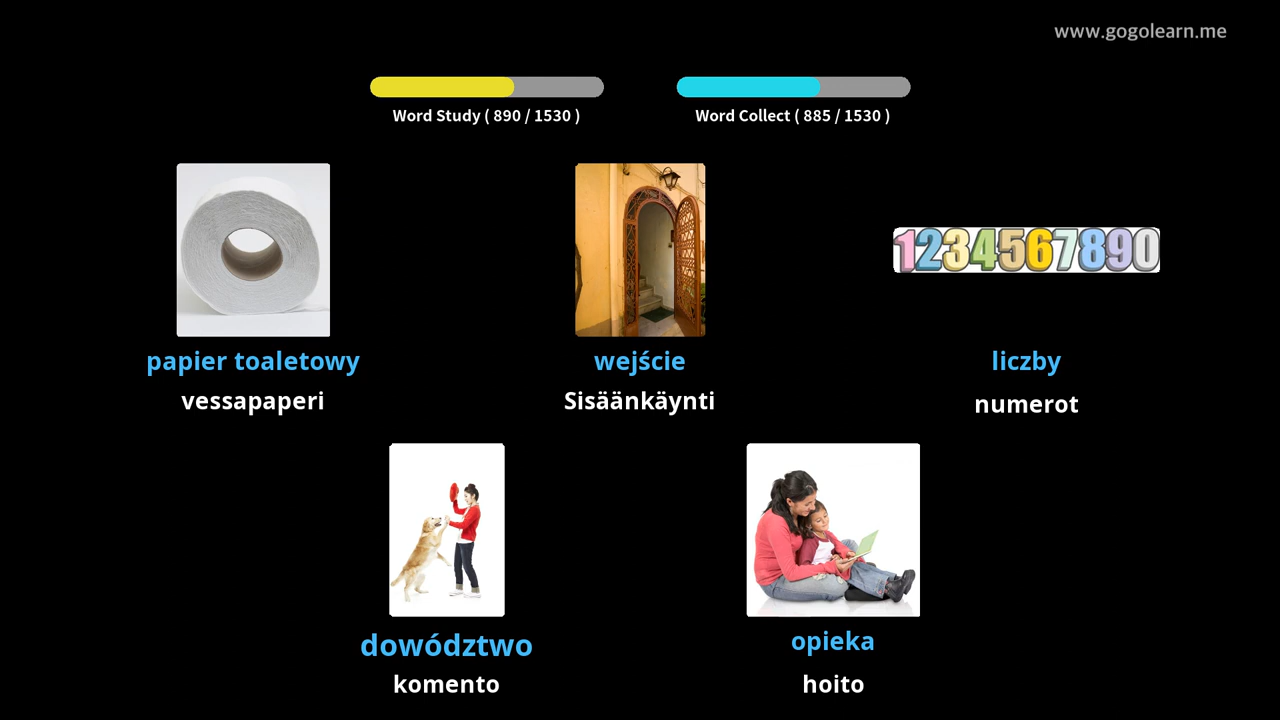 www.gogolearn.me
Word Study ( 890 / 1530 )
Word Collect ( 885 / 1530 )
papier toaletowy
vessapaperi
wejście
Sisäänkäynti
1234567890
liczby
numerot
dowództwo
komento
opieka
hoito